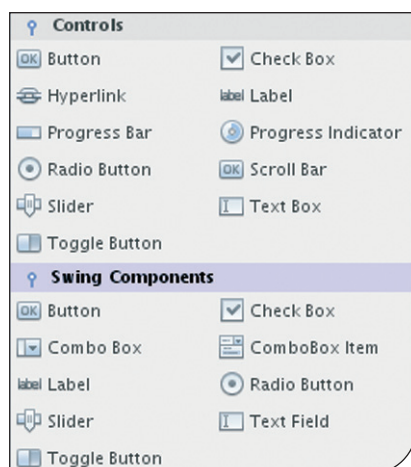 Controls
OK Button Check Box
Hyperlink label Label
Progress Bar Progress Indicator
Radio Button OK Scroll Bar
Slider Text Box
Toggle Button
Swing Components
OK Button Check Box
Combo Box ComboBox Item
label Label Radio Button
Slider Text Field
Toggle Button